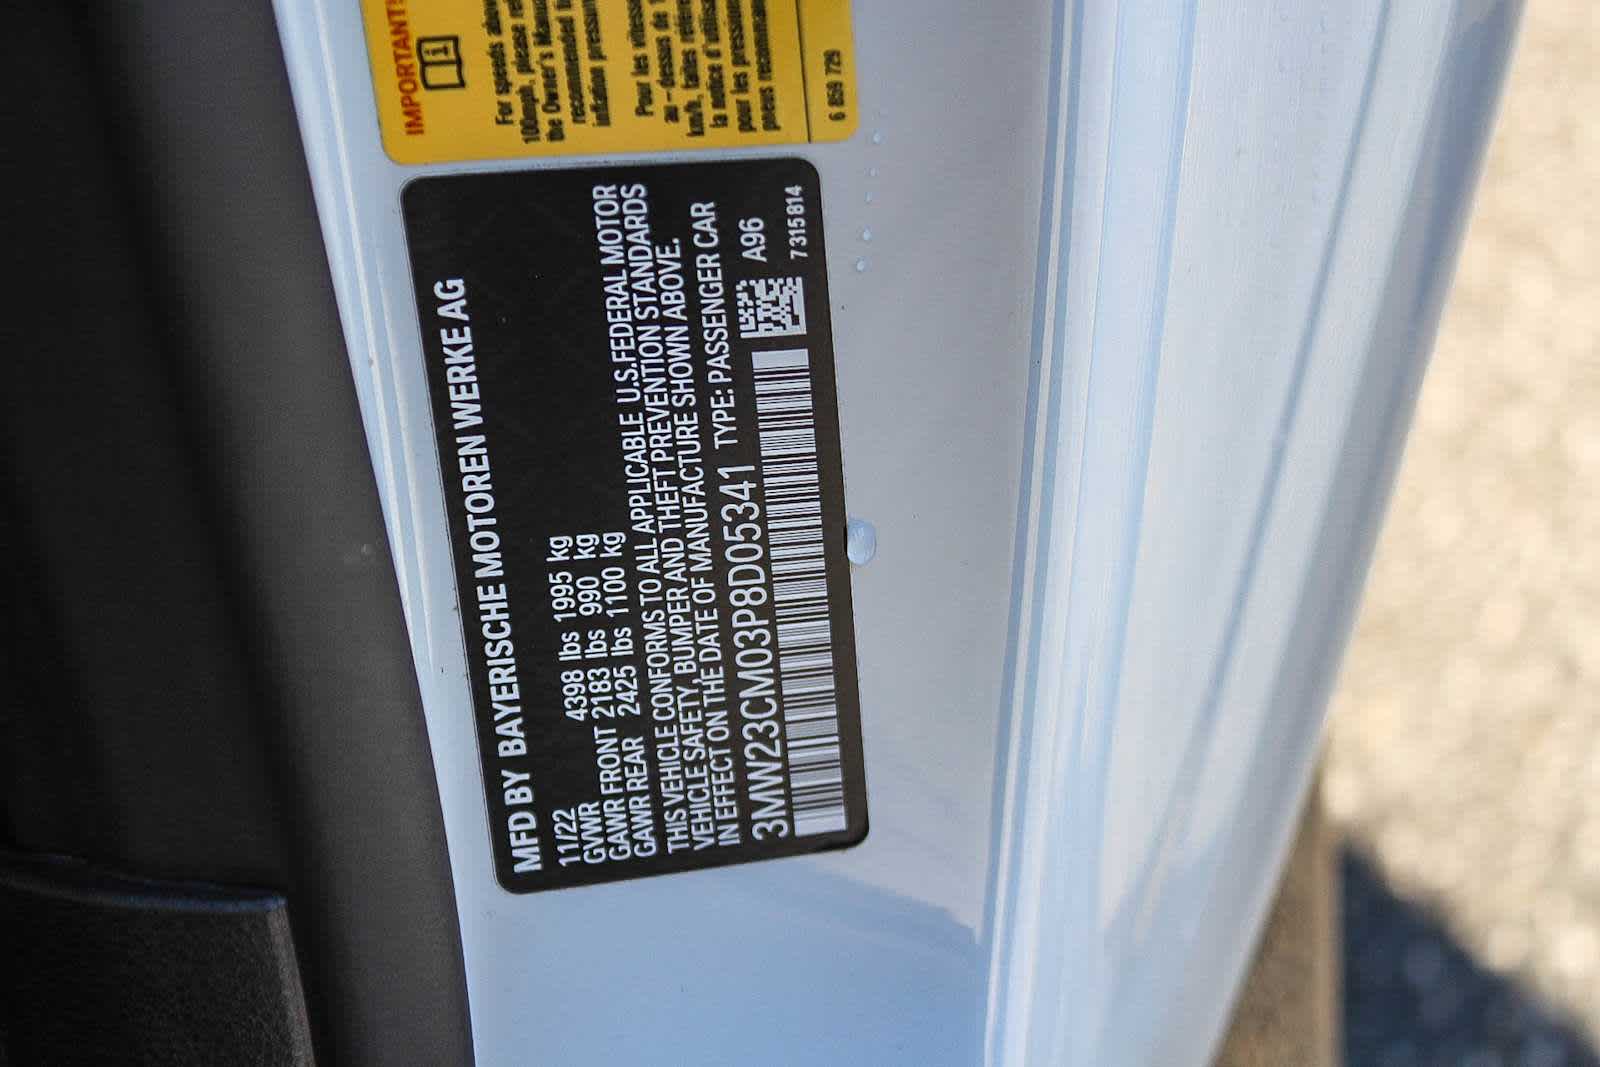 IMPORTANT!
i
For speeds above
100mph, please
the Owner's
recommended
inflation
Pour les
au-dessus de
km/h, faites
la notice d'utilisation
pour les
pneus
6 859 729
MFD BY BAYERISCHE MOTOREN WERKE AG
11/22
GVWR 4398 lbs 1995 kg
GAWR FRONT 2183 lbs 990 kg
GAWR REAR 2425 lbs 1100 kg
THIS VEHICLE CONFORMS TO ALL APPLICABLE U.S.FEDERAL MOTOR
VEHICLE SAFETY, BUMPER AND THEFT PREVENTION STANDARDS
IN EFFECT ON THE DATE OF MANUFACTURE SHOWN ABOVE.
3MW23CM03P8D05341 TYPE: PASSENGER CAR
A96
7 315 814